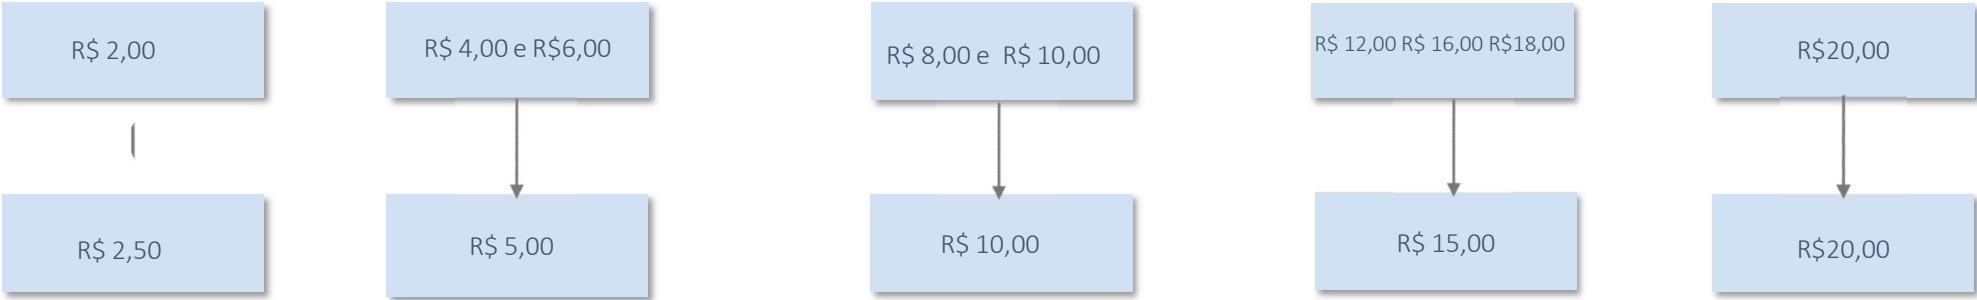 R$ 2,00
R$ 4,00 e R$6,00
R$ 8,00 e R$ 10,00
R$ 12,00 R$ 16,00 R$18,00
R$20,00
R$ 2,50
R$ 5,00
R$ 10,00
R$ 15,00
R$20,00